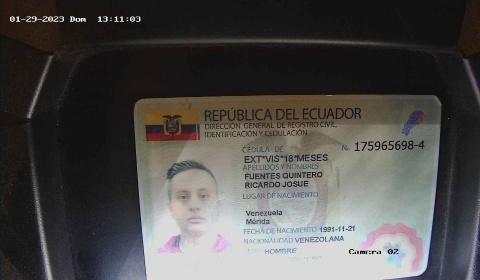 01-29-2023 Dom 13:11:03
REPÚBLICA DEL ECUADOR
DIRECCIÓN GENERAL DE REGISTRO CIVIL,
IDENTIFICACIÓN Y CEDULACIÓN
CÉDULA DE
No. 175965698-4
EXT*VIS*18*MESES
APELLIDOS Y NOMBRES
FUENTES QUINTERO
RICARDO JOSUE
LUGAR DE NACIMIENTO
Venezuela
Mérida
FECHA DE NACIMIENTO 1991-11-21
NACIONALIDAD VENEZOLANA
HOMBRE
Camera 02